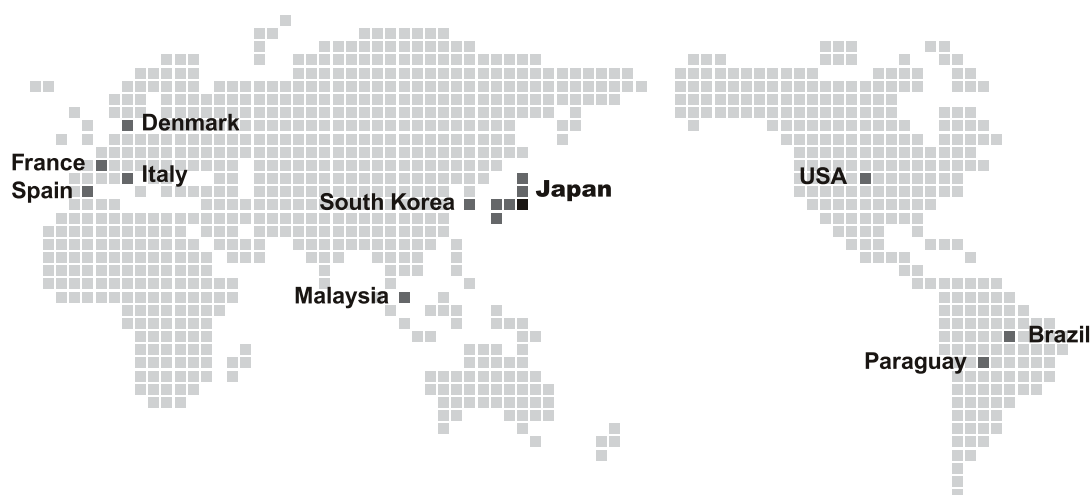 Denmark
France
Italy
Spain
South Korea
Japan
USA
Malaysia
Brazil
Paraguay